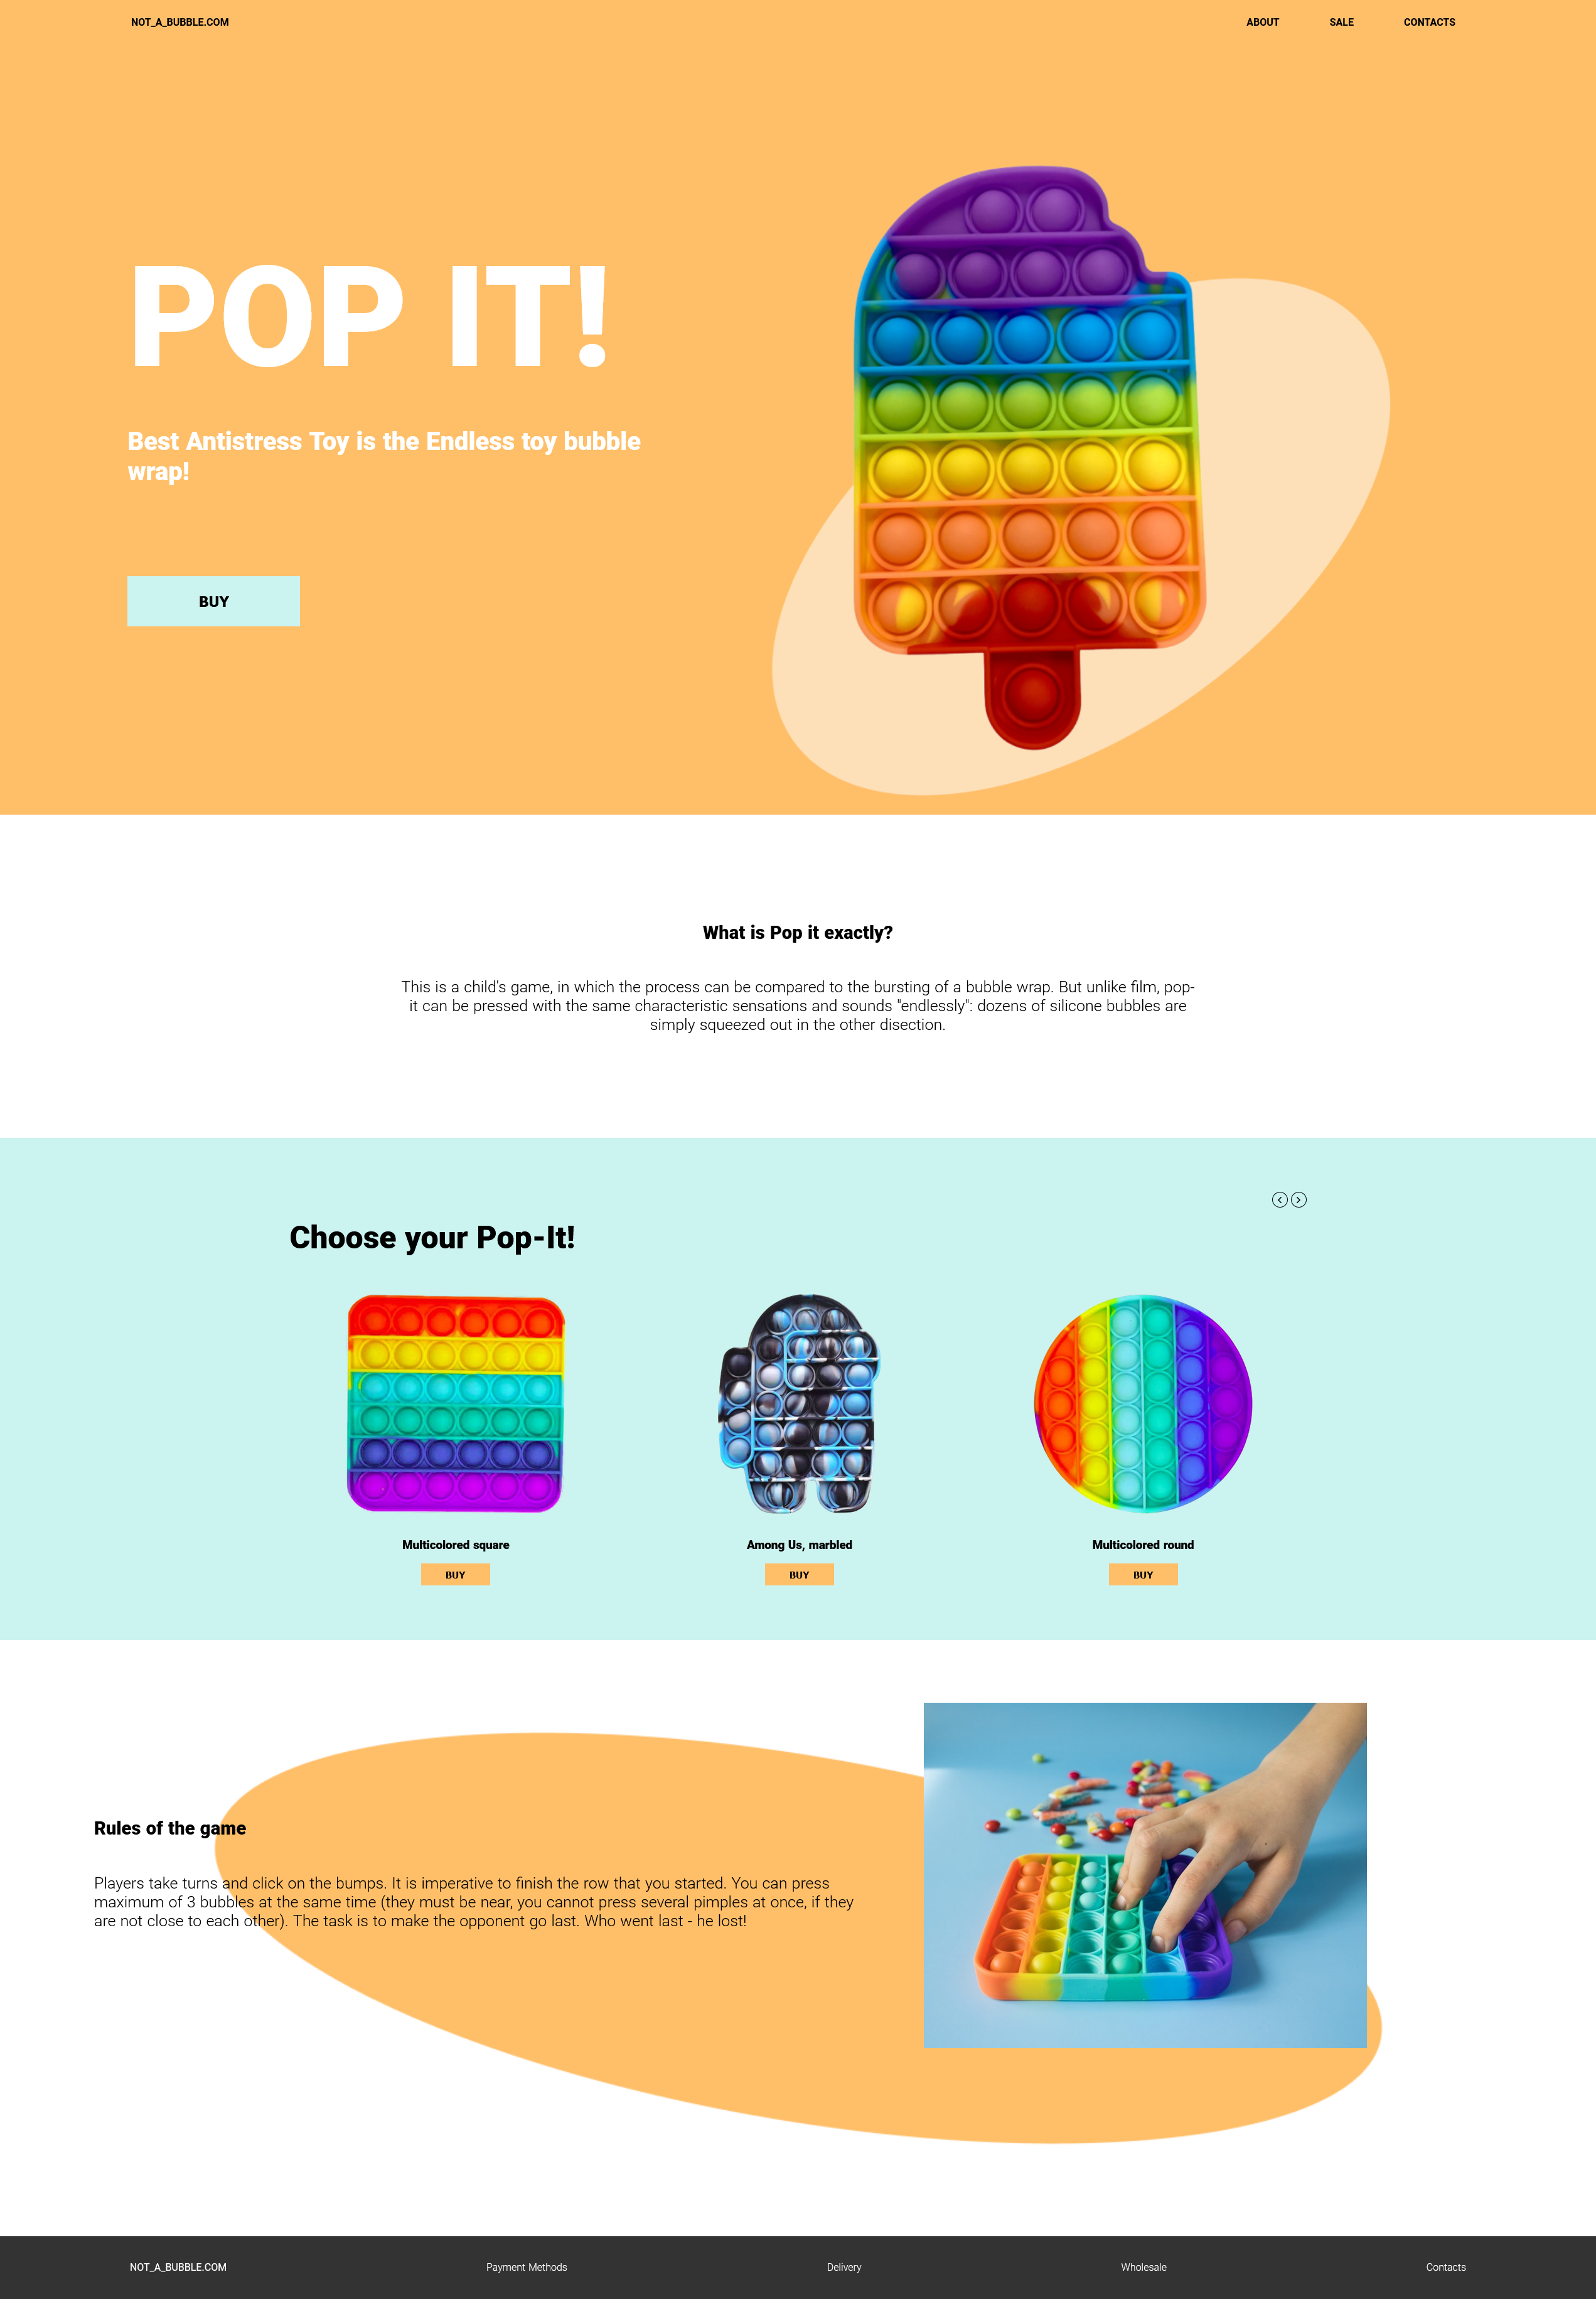 NOT_A_BUBBLE.COM
ABOUT
SALE
CONTACTS
POP IT!
Best Antistress Toy is the Endless toy bubble
wrap!
BUY
What is Pop it exactly?
This is a child's game, in which the process can be compared to the bursting of a bubble wrap. But unlike film, pop-
it can be pressed with the same characteristic sensations and sounds "endlessly": dozens of silicone bubbles are
simply squeezed out in the other disection.
Choose your Pop-It!
Multicolored square
Among Us, marbled
Multicolored round
BUY
BUY
BUY
Rules of the game
Players take turns and click on the bumps. It is imperative to finish the row that you started. You can press
maximum of 3 bubbles at the same time (they must be near, you cannot press several pimples at once, if they
are not close to each other). The task is to make the opponent go last. Who went last - he lost!
NOT_A_BUBBLE.COM
Payment Methods
Delivery
Wholesale
Contacts